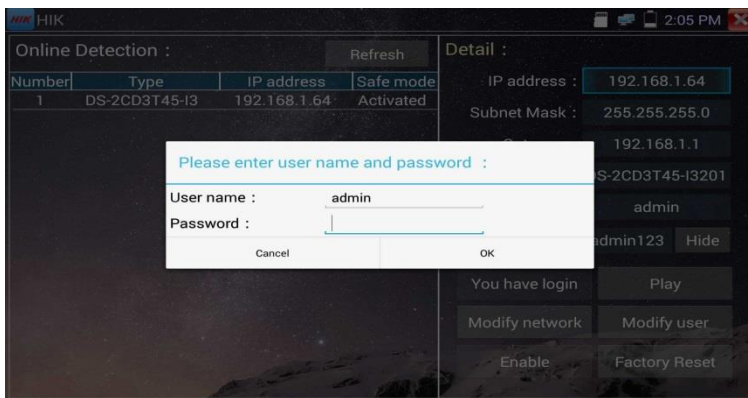 HIK HIK 2:05 PM
Online Detection :
Refresh
Number Type IP address Safe mode
1 DS-2CD3T45-I3 192.168.1.64 Activated
Detail :
IP address : 192.168.1.64
Subnet Mask : 255.255.255.0
192.168.1.1
S-2CD3T45-I3201
admin
admin123 Hide
You have login Play
Modify network Modify user
Enable Factory Reset
Please enter user name and password :
User name : admin
Password :
Cancel OK